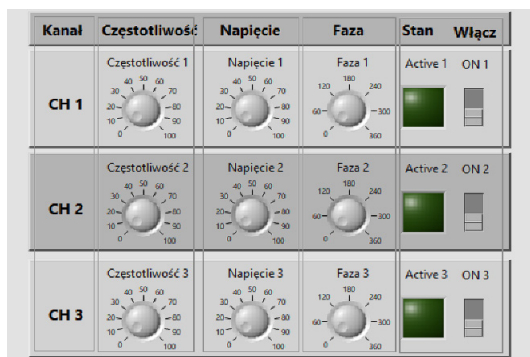 Kanał Częstotliwość Napięcie Faza Stan Włącz
Częstotliwość 1 Napięcie 1 Faza 1 Active 1 ON 1
CH 1
0 10 20 30 40 50 60 70 80 90 100
0 10 20 30 40 50 60 70 80 90 100
0 60 120 180 240 300 360
Częstotliwość 2 Napięcie 2 Faza 2 Active 2 ON 2
CH 2
0 10 20 30 40 50 60 70 80 90 100
0 10 20 30 40 50 60 70 80 90 100
0 60 120 180 240 300 360
Częstotliwość 3 Napięcie 3 Faza 3 Active 3 ON 3
CH 3
0 10 20 30 40 50 60 70 80 90 100
0 10 20 30 40 50 60 70 80 90 100
0 60 120 180 240 300 360